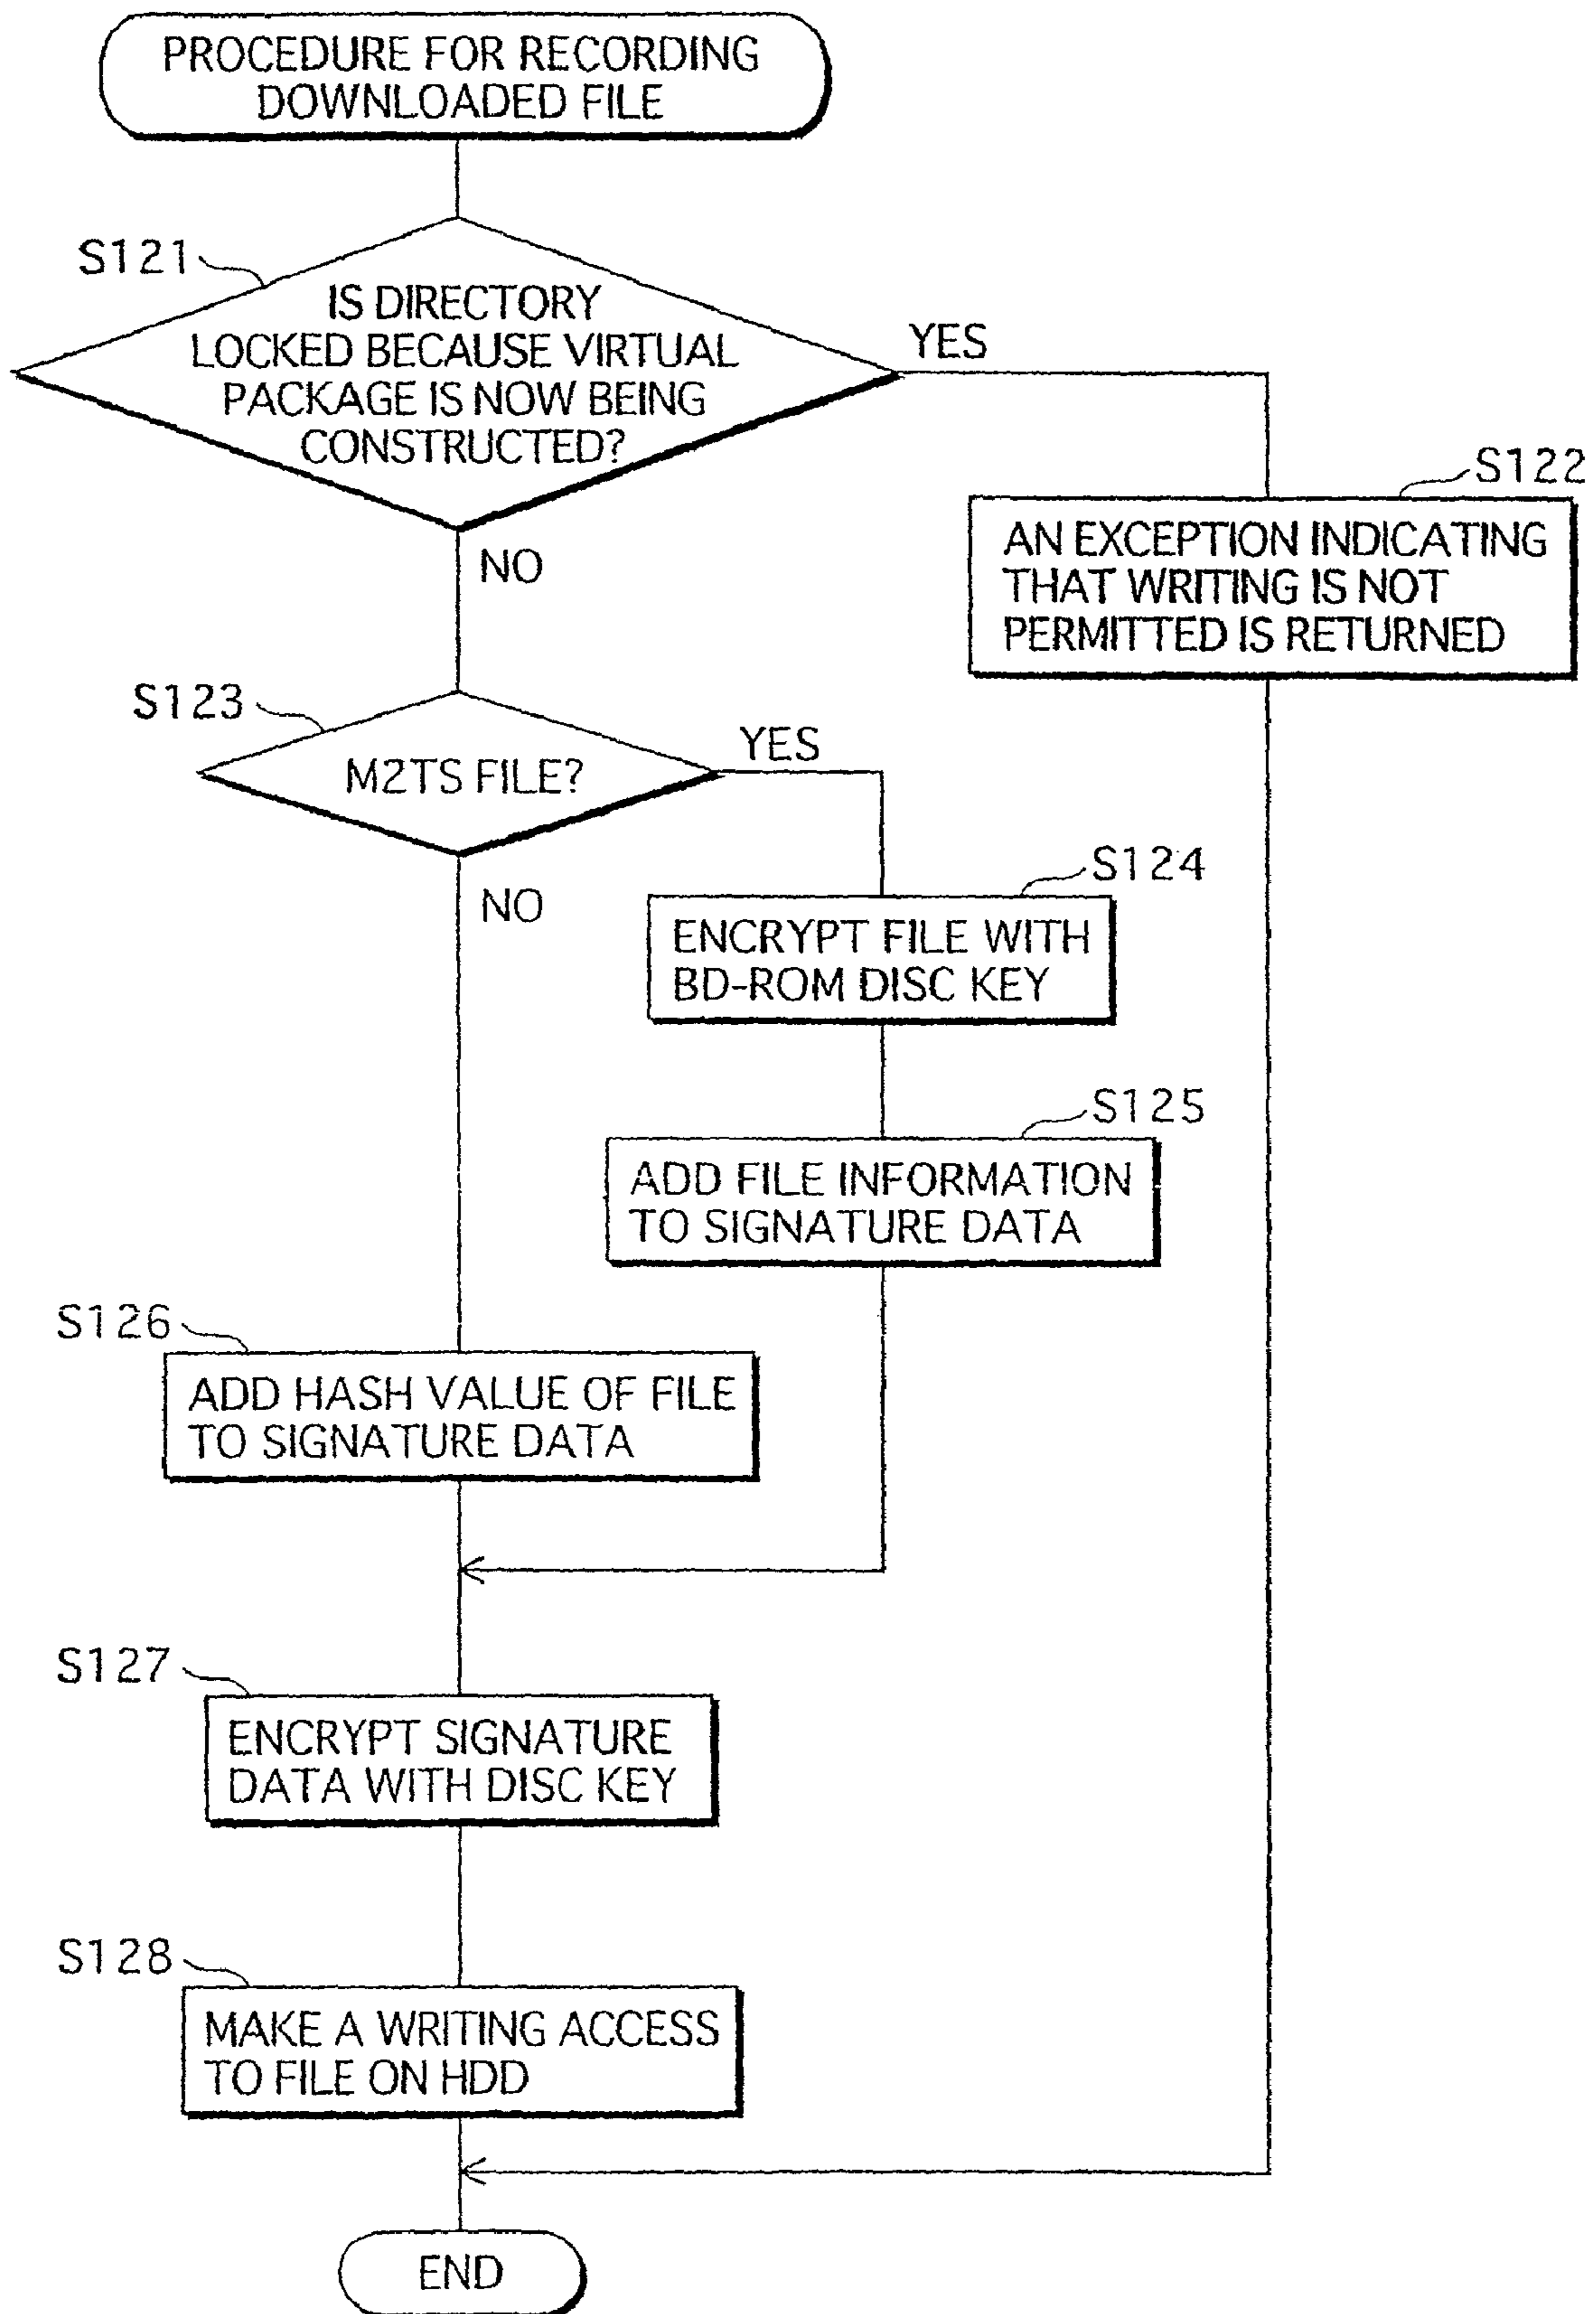 PROCEDURE FOR RECORDING
DOWNLOADED FILE
S121
IS DIRECTORY
LOCKED BECAUSE VIRTUAL
PACKAGE IS NOW BEING
CONSTRUCTED?
YES
NO
S122
AN EXCEPTION INDICATING
THAT WRITING IS NOT
PERMITTED IS RETURNED
S123
M2TS FILE?
YES
NO
S124
ENCRYPT FILE WITH
BD-ROM DISC KEY
S125
ADD FILE INFORMATION
TO SIGNATURE DATA
S126
ADD HASH VALUE OF FILE
TO SIGNATURE DATA
S127
ENCRYPT SIGNATURE
DATA WITH DISC KEY
S128
MAKE A WRITING ACCESS
TO FILE ON HDD
END